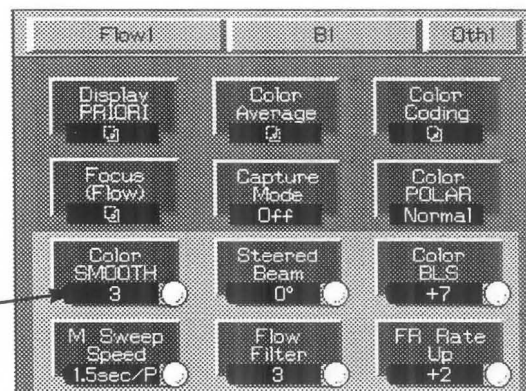 Flow1 B1 Oth1
Display Color Color
PRIORI Average Coding
Focus Capture Color
(Flow) Mode POLAR
Off Normal
Color Steered Color
SMOOTH Beam BLS
3 0° +7
M Sweep Flow FR Rate
Speed Filter Up
1.5sec/P 3 +2